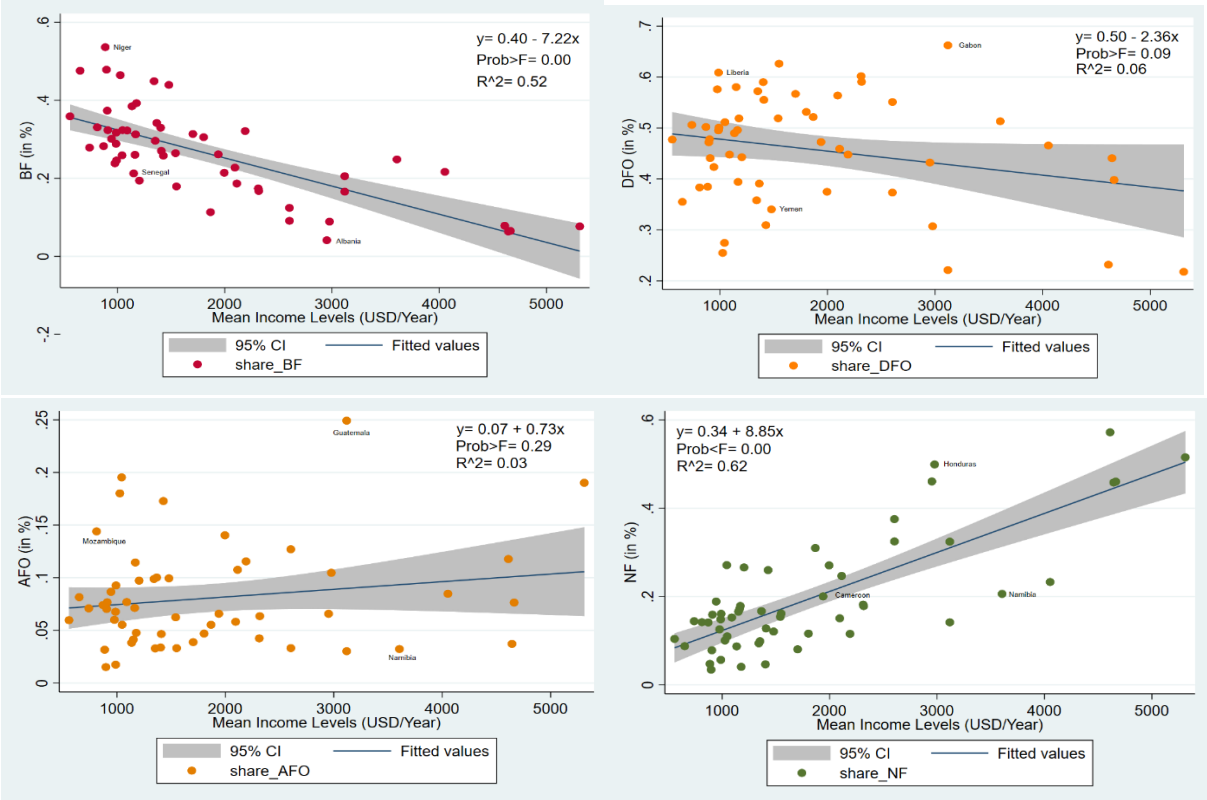 BF (in %)
.6
.4
.2
0
-.2
Niger
Senegal
Albania
y= 0.40 - 7.22x
Prob>F= 0.00
R^2= 0.52
1000 2000 3000 4000 5000
Mean Income Levels (USD/Year)
95% CI Fitted values
share_BF
DFO (in %)
.7
.6
.5
.4
.3
.2
Gabon
Liberia
Yemen
y= 0.50 - 2.36x
Prob>F= 0.09
R^2= 0.06
1000 2000 3000 4000 5000
Mean Income Levels (USD/Year)
95% CI Fitted values
share_DFO
AFO (in %)
.25
.2
.15
.1
.05
0
Guatemala
Mozambique
Namibia
y= 0.07 + 0.73x
Prob>F= 0.29
R^2= 0.03
1000 2000 3000 4000 5000
Mean Income Levels (USD/Year)
95% CI Fitted values
share_AFO
NF (in %)
.6
.4
.2
0
y= 0.34 + 8.85x
Prob<F= 0.00
R^2= 0.62
Honduras
Cameroon
Namibia
1000 2000 3000 4000 5000
Mean Income Levels (USD/Year)
95% CI Fitted values
share_NF